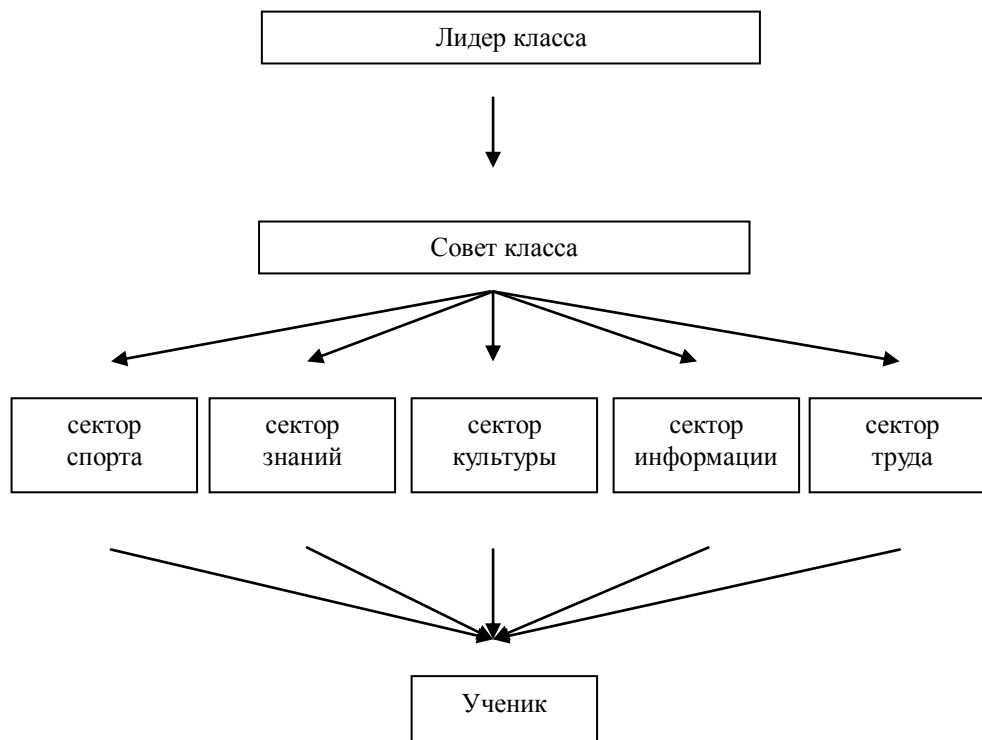 Лидер класса
Совет класса
сектор спорта
сектор знаний
сектор культуры
сектор информации
сектор труда
Ученик